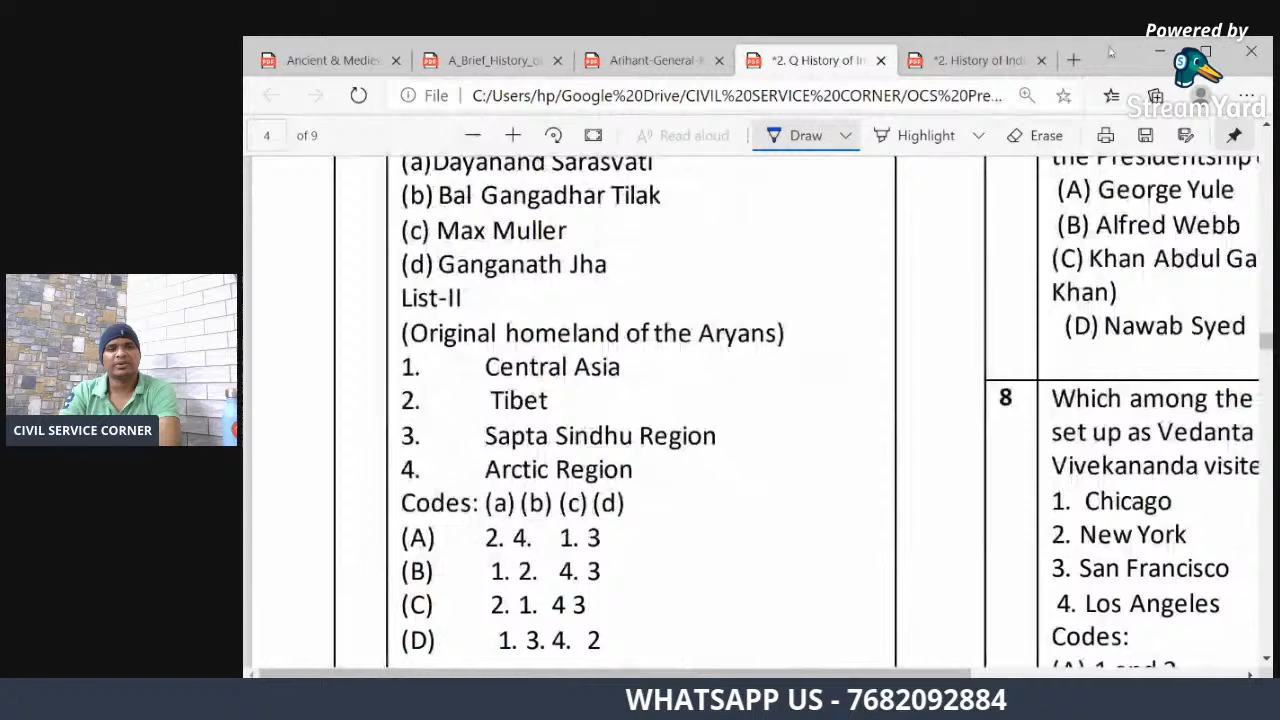 Powered by
StreamYard
Ancient & Medie
A_Brief_History_o
Arihant-General-
*2. Q History of In
*2. History of Ind
File C:/Users/hp/Google%20Drive/CIVIL%20SERVICE%20CORNER/OCS%20Pre...
4 of 9
Read aloud
Draw
Highlight
Erase
(a)Dayanand Sarasvati
(b) Bal Gangadhar Tilak
(c) Max Muller
(d) Ganganath Jha
List-II
(Original homeland of the Aryans)
1. Central Asia
2. Tibet
3. Sapta Sindhu Region
4. Arctic Region
Codes: (a) (b) (c) (d)
(A) 2. 4. 1. 3
(B) 1. 2. 4. 3
(C) 2. 1. 4 3
(D) 1. 3. 4. 2
the Presidentship
(A) George Yule
(B) Alfred Webb
(C) Khan Abdul Ga
Khan)
(D) Nawab Syed
8 Which among the
set up as Vedanta
Vivekananda visite
1. Chicago
2. New York
3. San Francisco
4. Los Angeles
Codes:
(A) 1 and 2
CIVIL SERVICE CORNER
WHATSAPP US - 7682092884